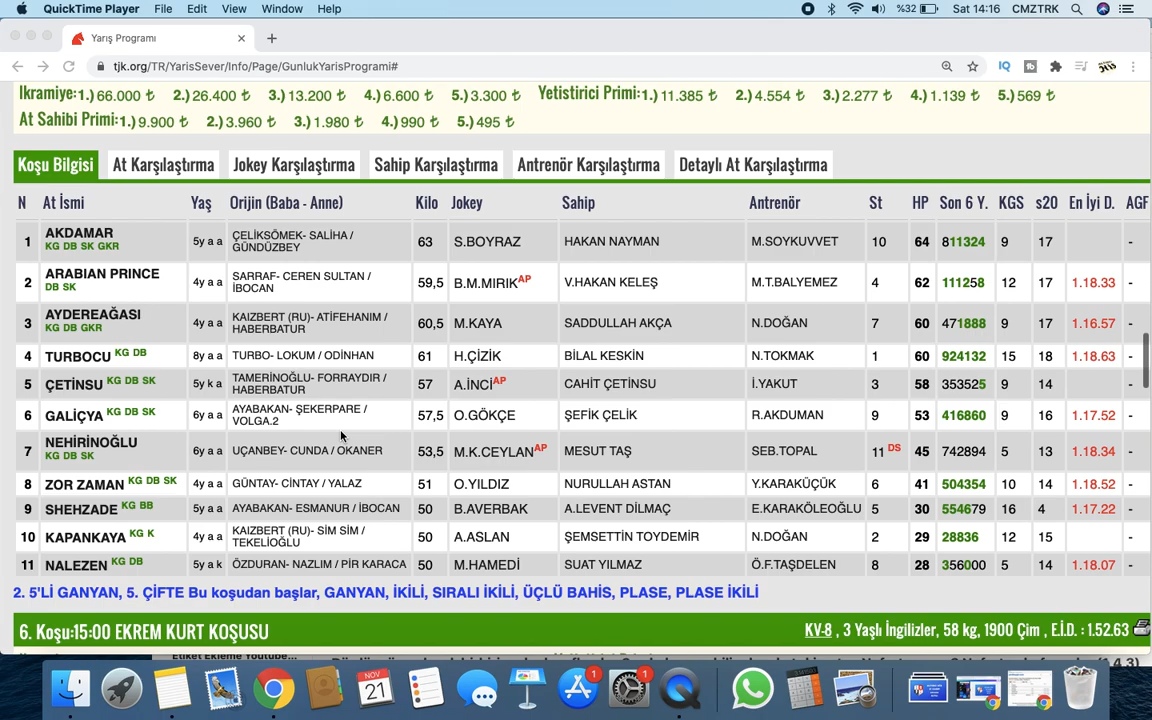 QuickTime Player File Edit View Window Help %32 Sat 14:16 CMZTRK
Yarış Programı
tjk.org/TR/YarisSever/Info/Page/GunlukYarisProgrami#
İkramiye:1.) 66.000 ₺ 2.) 26.400 ₺ 3.) 13.200 ₺ 4.) 6.600 ₺ 5.) 3.300 ₺ Yetistirici Primi:1.) 11.385 ₺ 2.) 4.554 ₺ 3.) 2.277 ₺ 4.) 1.139 ₺ 5.) 569 ₺
At Sahibi Primi:1.) 9.900 ₺ 2.) 3.960 ₺ 3.) 1.980 ₺ 4.) 990 ₺ 5.) 495 ₺
Koşu Bilgisi At Karşılaştırma Jokey Karşılaştırma Sahip Karşılaştırma Antrenör Karşılaştırma Detaylı At Karşılaştırma
N At İsmi Yaş Orijin (Baba - Anne) Kilo Jokey Sahip Antrenör St HP Son 6 Y. KGS s20 En İyi D. AGF
1 AKDAMAR KG DB SK GKR 5y a a ÇELİKSÖMEK- SALİHA / GÜNDÜZBEY 63 S.BOYRAZ HAKAN NAYMAN M.SOYKUVVET 10 64 811324 9 17 -
2 ARABIAN PRINCE DB SK 4y a a SARRAF- CEREN SULTAN / İBOCAN 59,5 B.M.MIRIK AP V.HAKAN KELEŞ M.T.BALYEMEZ 4 62 111258 12 17 1.18.33 -
3 AYDEREAĞASI KG DB GKR 4y a a KAIZBERT (RU)- ATİFEHANIM / HABERBATUR 60,5 M.KAYA SADDULLAH AKÇA N.DOĞAN 7 60 471888 9 17 1.16.57 -
4 TURBOCU KG DB 8y a a TURBO- LOKUM / ODİNHAN 61 H.ÇİZİK BİLAL KESKİN N.TOKMAK 1 60 924132 15 18 1.18.63 -
5 ÇETİNSU KG DB SK 5y k a TAMERİNOĞLU- FORRAYDIR / HABERBATUR 57 A.İNCİ AP CAHİT ÇETİNSU İ.YAKUT 3 58 353525 9 14 -
6 GALİÇYA KG DB SK 6y a a AYABAKAN- ŞEKERPARE / VOLGA.2 57,5 O.GÖKÇE ŞEFİK ÇELİK R.AKDUMAN 9 53 416860 9 16 1.17.52 -
7 NEHİRİNOĞLU KG DB SK 6y a a UÇANBEY- CUNDA / OKANER 53,5 M.K.CEYLAN AP MESUT TAŞ SEB.TOPAL 11 DS 45 742894 5 13 1.18.34 -
8 ZOR ZAMAN KG DB SK 4y a a GÜNTAY- CİNTAY / YALAZ 51 O.YILDIZ NURULLAH ASTAN Y.KARAKÜÇÜK 6 41 504354 10 14 1.18.52 -
9 SHEHZADE KG BB 5y a a AYABAKAN- ESMANUR / İBOCAN 50 B.AVERBAK A.LEVENT DİLMAÇ E.KARAKÖLEOĞLU 5 30 554679 16 4 1.17.22 -
10 KAPANKAYA KG K 4y a a KAIZBERT (RU)- SİM SİM / TEKELİOĞLU 50 A.ASLAN ŞEMSETTİN TOYDEMİR N.DOĞAN 2 29 28836 12 15 -
11 NALEZEN KG DB 5y a k ÖZDURAN- NAZLIM / PİR KARACA 50 M.HAMEDİ SUAT YILMAZ Ö.F.TAŞDELEN 8 28 356000 5 14 1.18.07 -
2. 5'Lİ GANYAN, 5. ÇİFTE Bu koşudan başlar, GANYAN, İKİLİ, SIRALI İKİLİ, ÜÇLÜ BAHİS, PLASE, PLASE İKİLİ
6. Koşu:15:00 EKREM KURT KOŞUSU KV-8 , 3 Yaşlı İngilizler, 58 kg, 1900 Çim , E.İ.D. : 1.52.63
Etiket Ekleme Youtube...
NOV 21 1 1